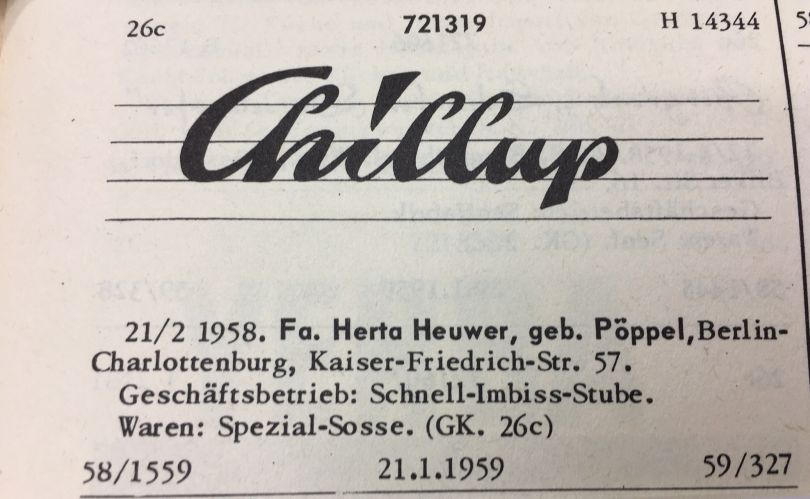 26c 721319 H 14344
Chillup
21/2 1958. Fa. Herta Heuwer, geb. Pöppel, Berlin-
Charlottenburg, Kaiser-Friedrich-Str. 57.
Geschäftsbetrieb: Schnell-Imbiss-Stube.
Waren: Spezial-Sosse. (GK. 26c)
58/1559 21.1.1959 59/327